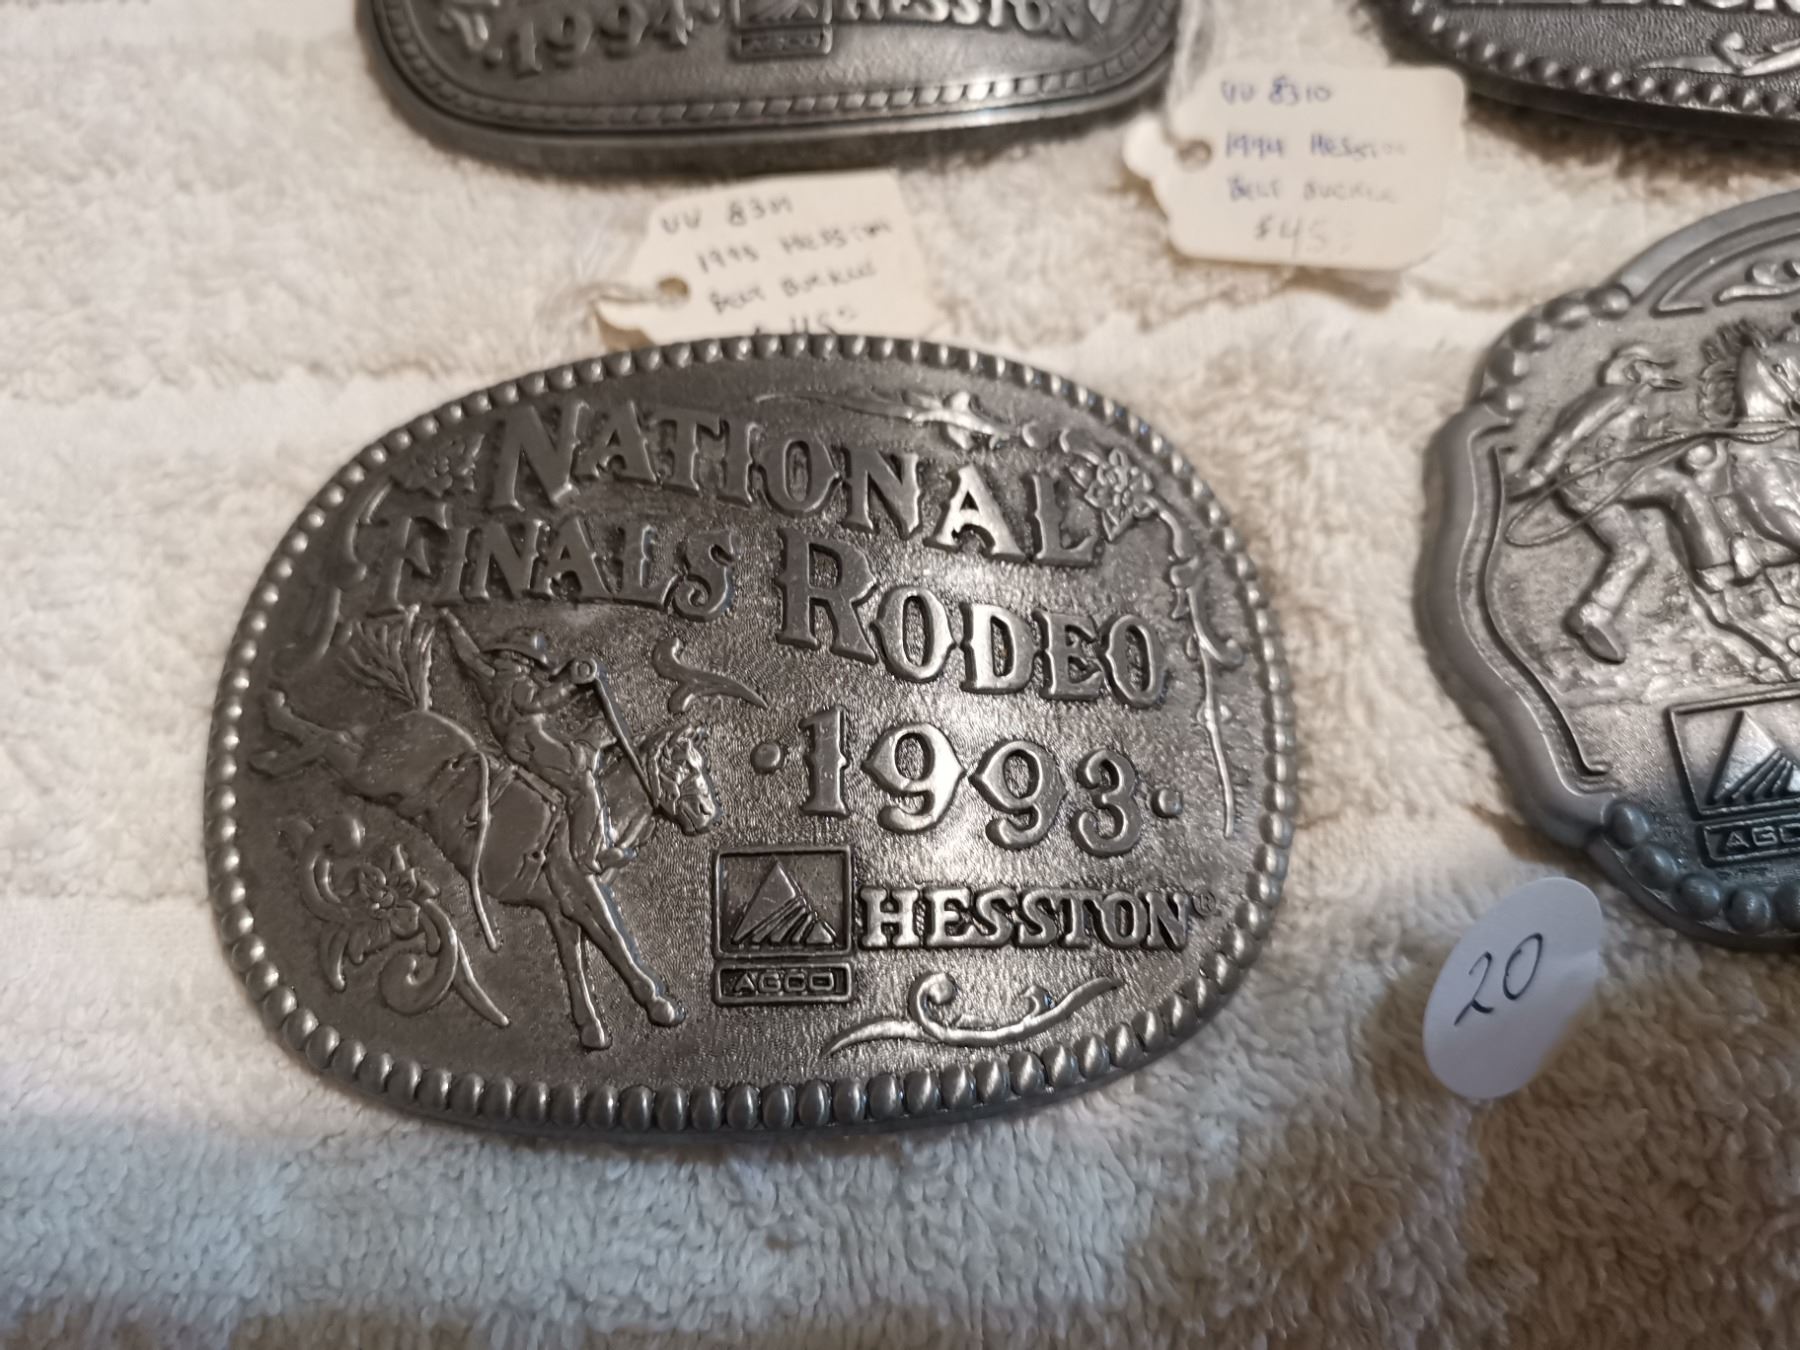 1994 HESSTON
AGCO
UU 8310
1994 HESSTON
BELT BUCKLE
$45
UU 8311
1993 HESSTON
BELT BUCKLE
NATIONAL
FINALS RODEO
• 1993 •
HESSTON®
AGCO
20